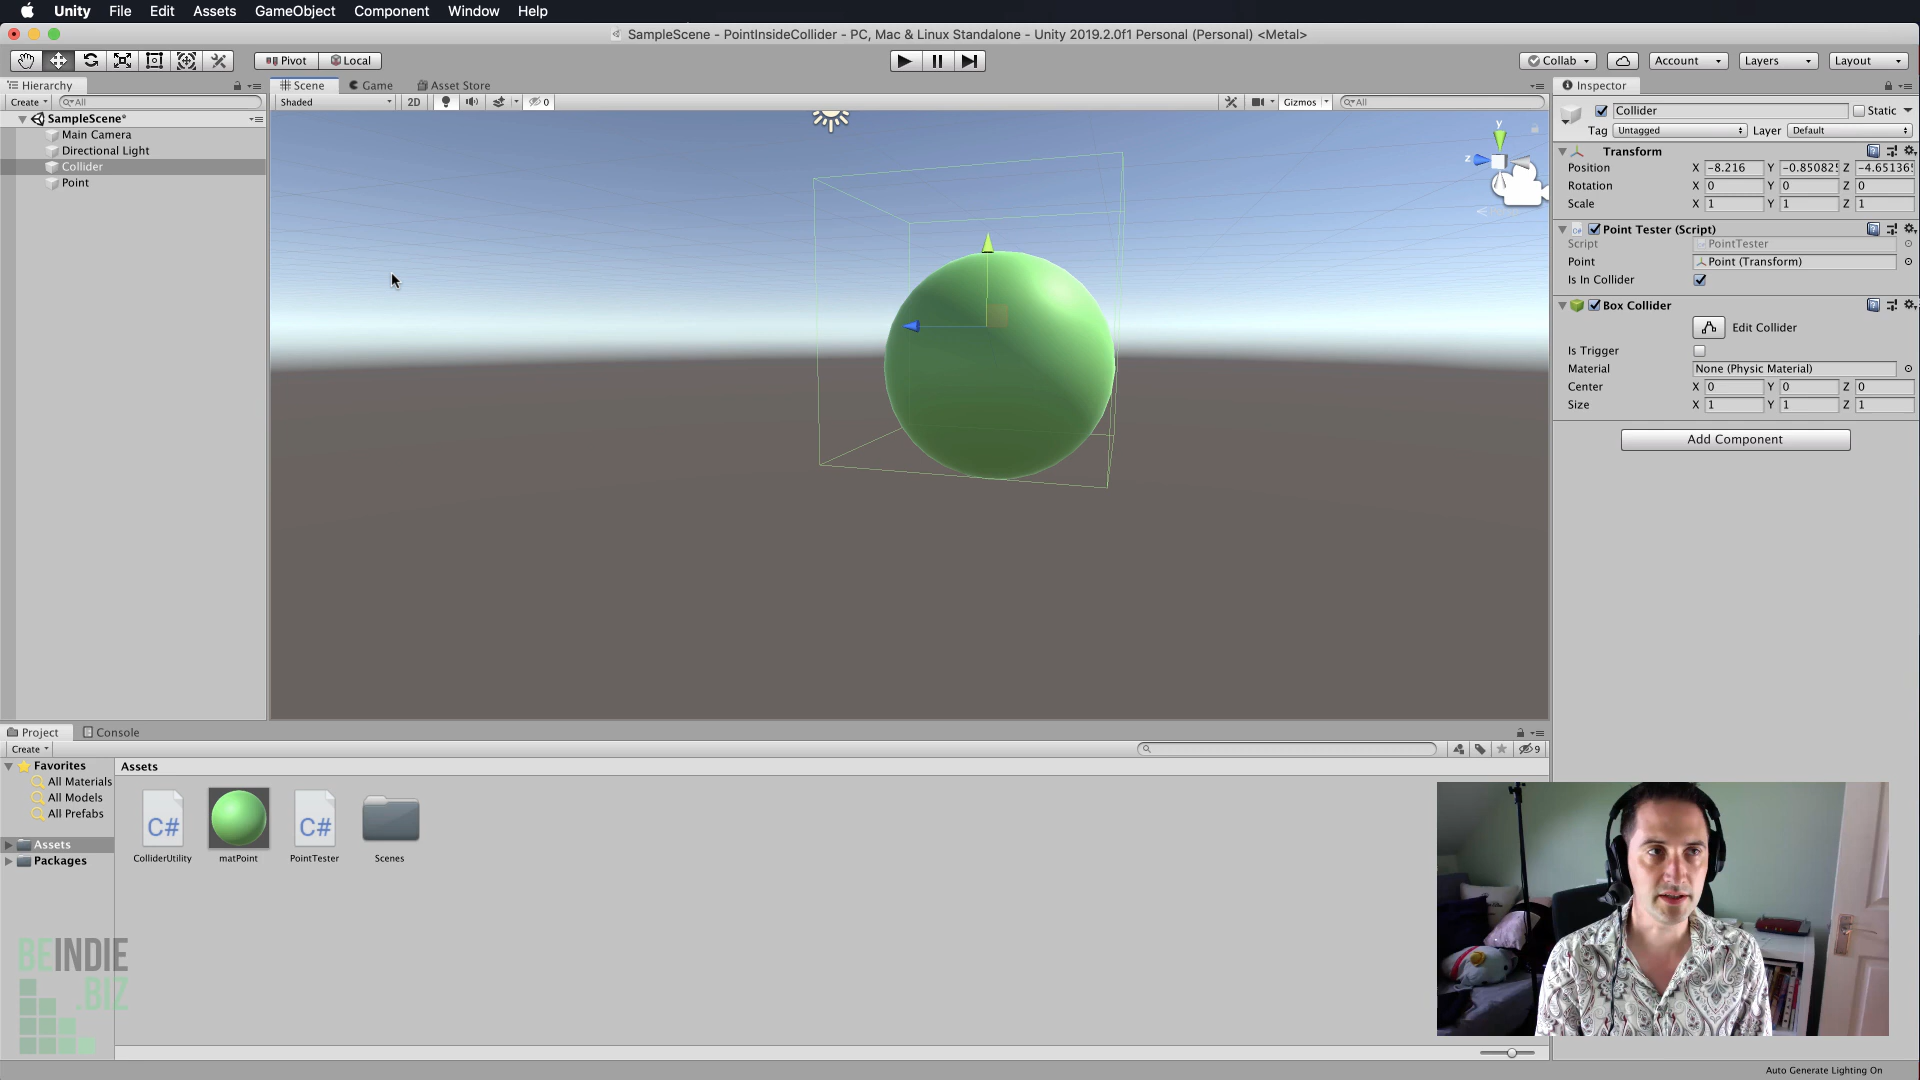 Unity File Edit Assets GameObject Component Window Help
SampleScene - PointInsideCollider - PC, Mac & Linux Standalone - Unity 2019.2.0f1 Personal (Personal) <Metal>
Pivot Local Collab Account Layers Layout
Hierarchy Scene Game Asset Store Inspector
Create All Shaded 2D 0 Gizmos All
SampleScene*
Main Camera
Directional Light
Collider
Point
y
z
Collider Static
Tag Untagged Layer Default
Transform
Position X -8.216 Y -0.850825 Z -4.651365
Rotation X 0 Y 0 Z 0
Scale X 1 Y 1 Z 1
Point Tester (Script)
Script PointTester
Point Point (Transform)
Is In Collider
Box Collider
Edit Collider
Is Trigger
Material None (Physic Material)
Center X 0 Y 0 Z 0
Size X 1 Y 1 Z 1
Add Component
Project Console
Create 9
Favorites
All Materials
All Models
All Prefabs
Assets
Packages
Assets
C# C#
ColliderUtility matPoint PointTester Scenes
BEINDIE
.BIZ
Auto Generate Lighting On